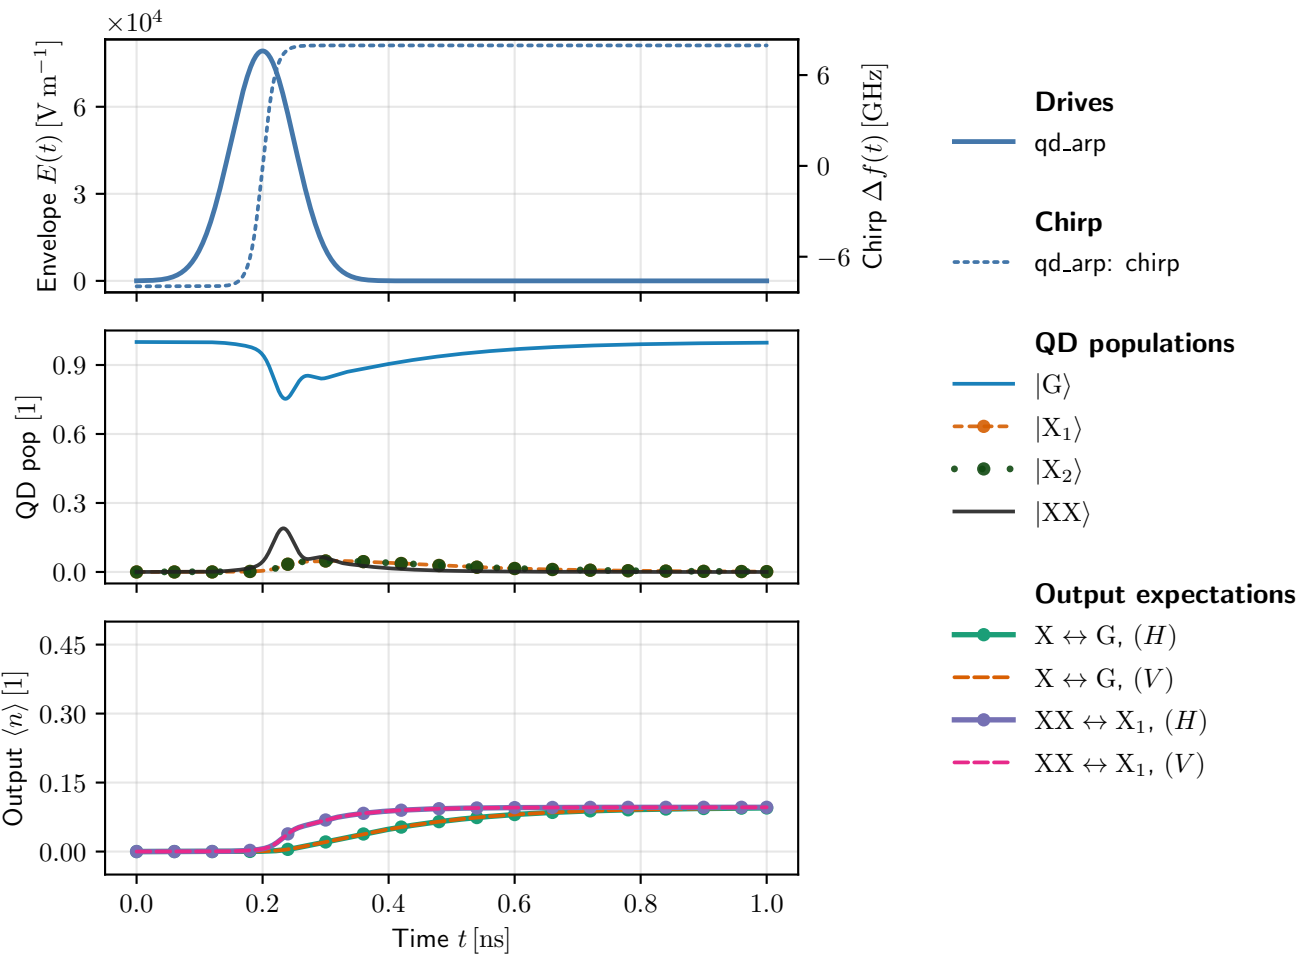 ×10⁴
Envelope E(t) [V m⁻¹]
6
3
0
Chirp Δf(t) [GHz]
6
0
−6
QD pop [1]
0.9
0.6
0.3
0.0
Output ⟨n⟩ [1]
0.45
0.30
0.15
0.00
0.0 0.2 0.4 0.6 0.8 1.0
Time t [ns]
Drives
qd_arp
Chirp
qd_arp: chirp
QD populations
|G⟩
|X₁⟩
|X₂⟩
|XX⟩
Output expectations
X ↔ G, (H)
X ↔ G, (V)
XX ↔ X₁, (H)
XX ↔ X₁, (V)